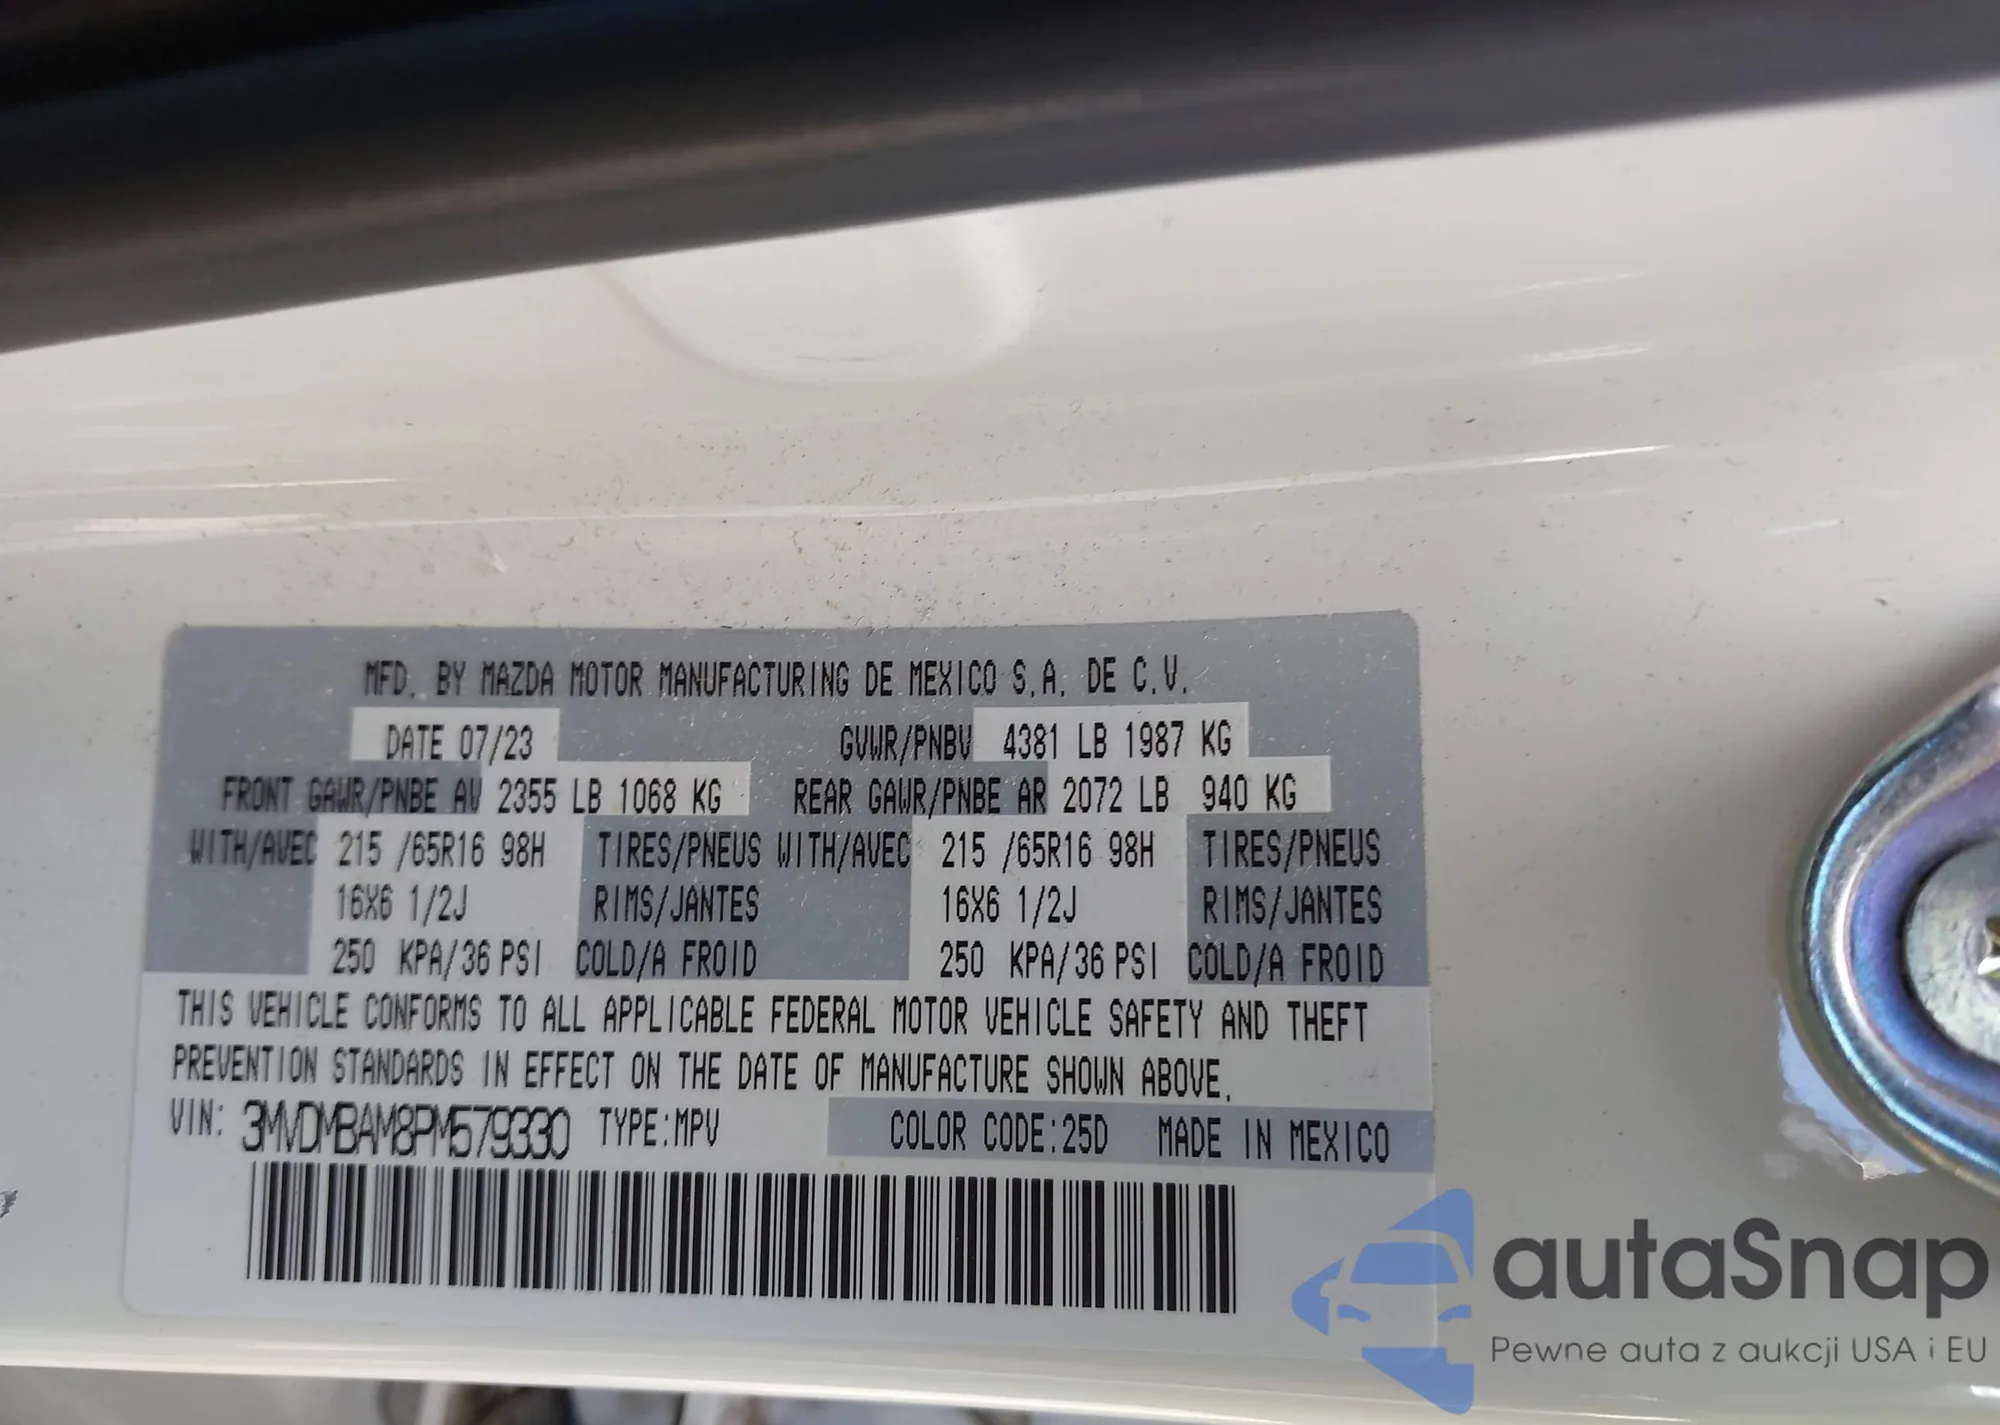 MFD. BY MAZDA MOTOR MANUFACTURING DE MEXICO S.A. DE C.V.
DATE 07/23 GVWR/PNBV 4381 LB 1987 KG
FRONT GAWR/PNBE AV 2355 LB 1068 KG REAR GAWR/PNBE AR 2072 LB 940 KG
WITH/AVEC 215 /65R16 98H TIRES/PNEUS WITH/AVEC 215 /65R16 98H TIRES/PNEUS
16X6 1/2J RIMS/JANTES 16X6 1/2J RIMS/JANTES
250 KPA/36 PSI COLD/A FROID 250 KPA/36 PSI COLD/A FROID
THIS VEHICLE CONFORMS TO ALL APPLICABLE FEDERAL MOTOR VEHICLE SAFETY AND THEFT
PREVENTION STANDARDS IN EFFECT ON THE DATE OF MANUFACTURE SHOWN ABOVE.
VIN: 3MVDMBAM8PM579330 TYPE:MPV COLOR CODE:25D MADE IN MEXICO
autaSnap
Pewne auta z aukcji USA i EU